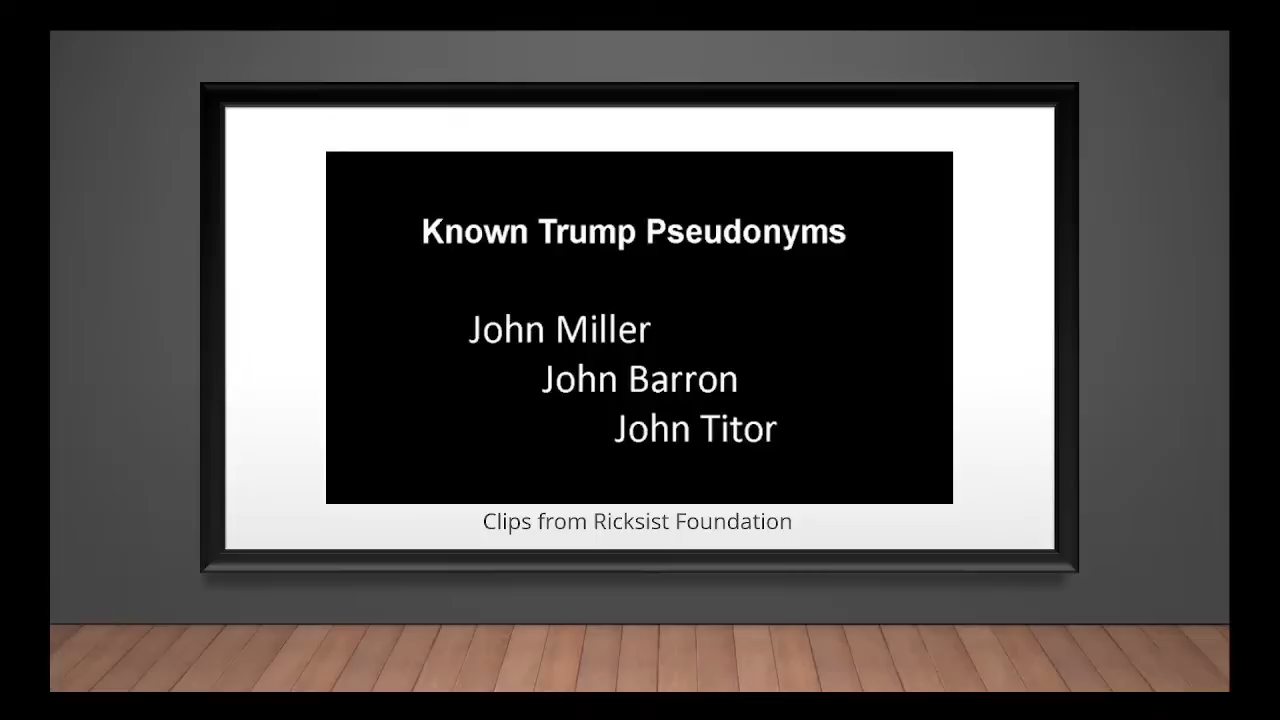 Known Trump Pseudonyms
John Miller
John Barron
John Titor
Clips from Ricksist Foundation